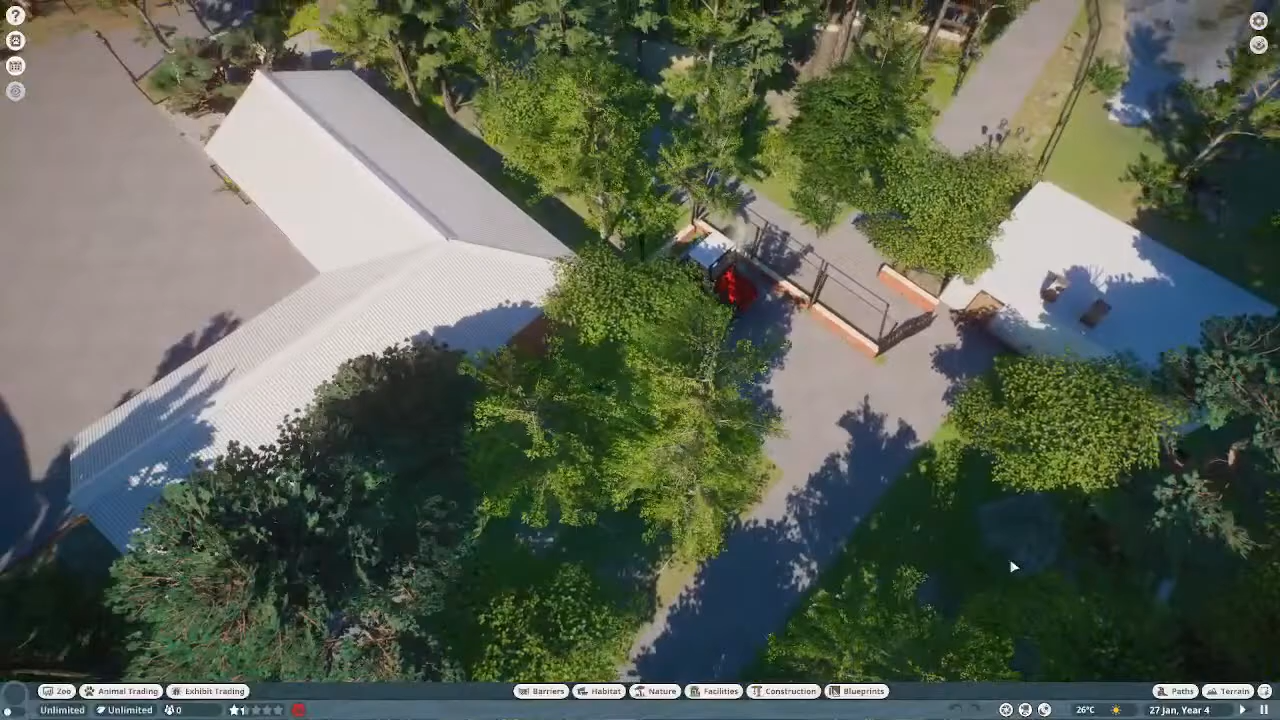 ?
Zoo Animal Trading Exhibit Trading Barriers Habitat Nature Facilities Construction Blueprints Paths Terrain
Unlimited Unlimited 0 26°C 27 Jan, Year 4